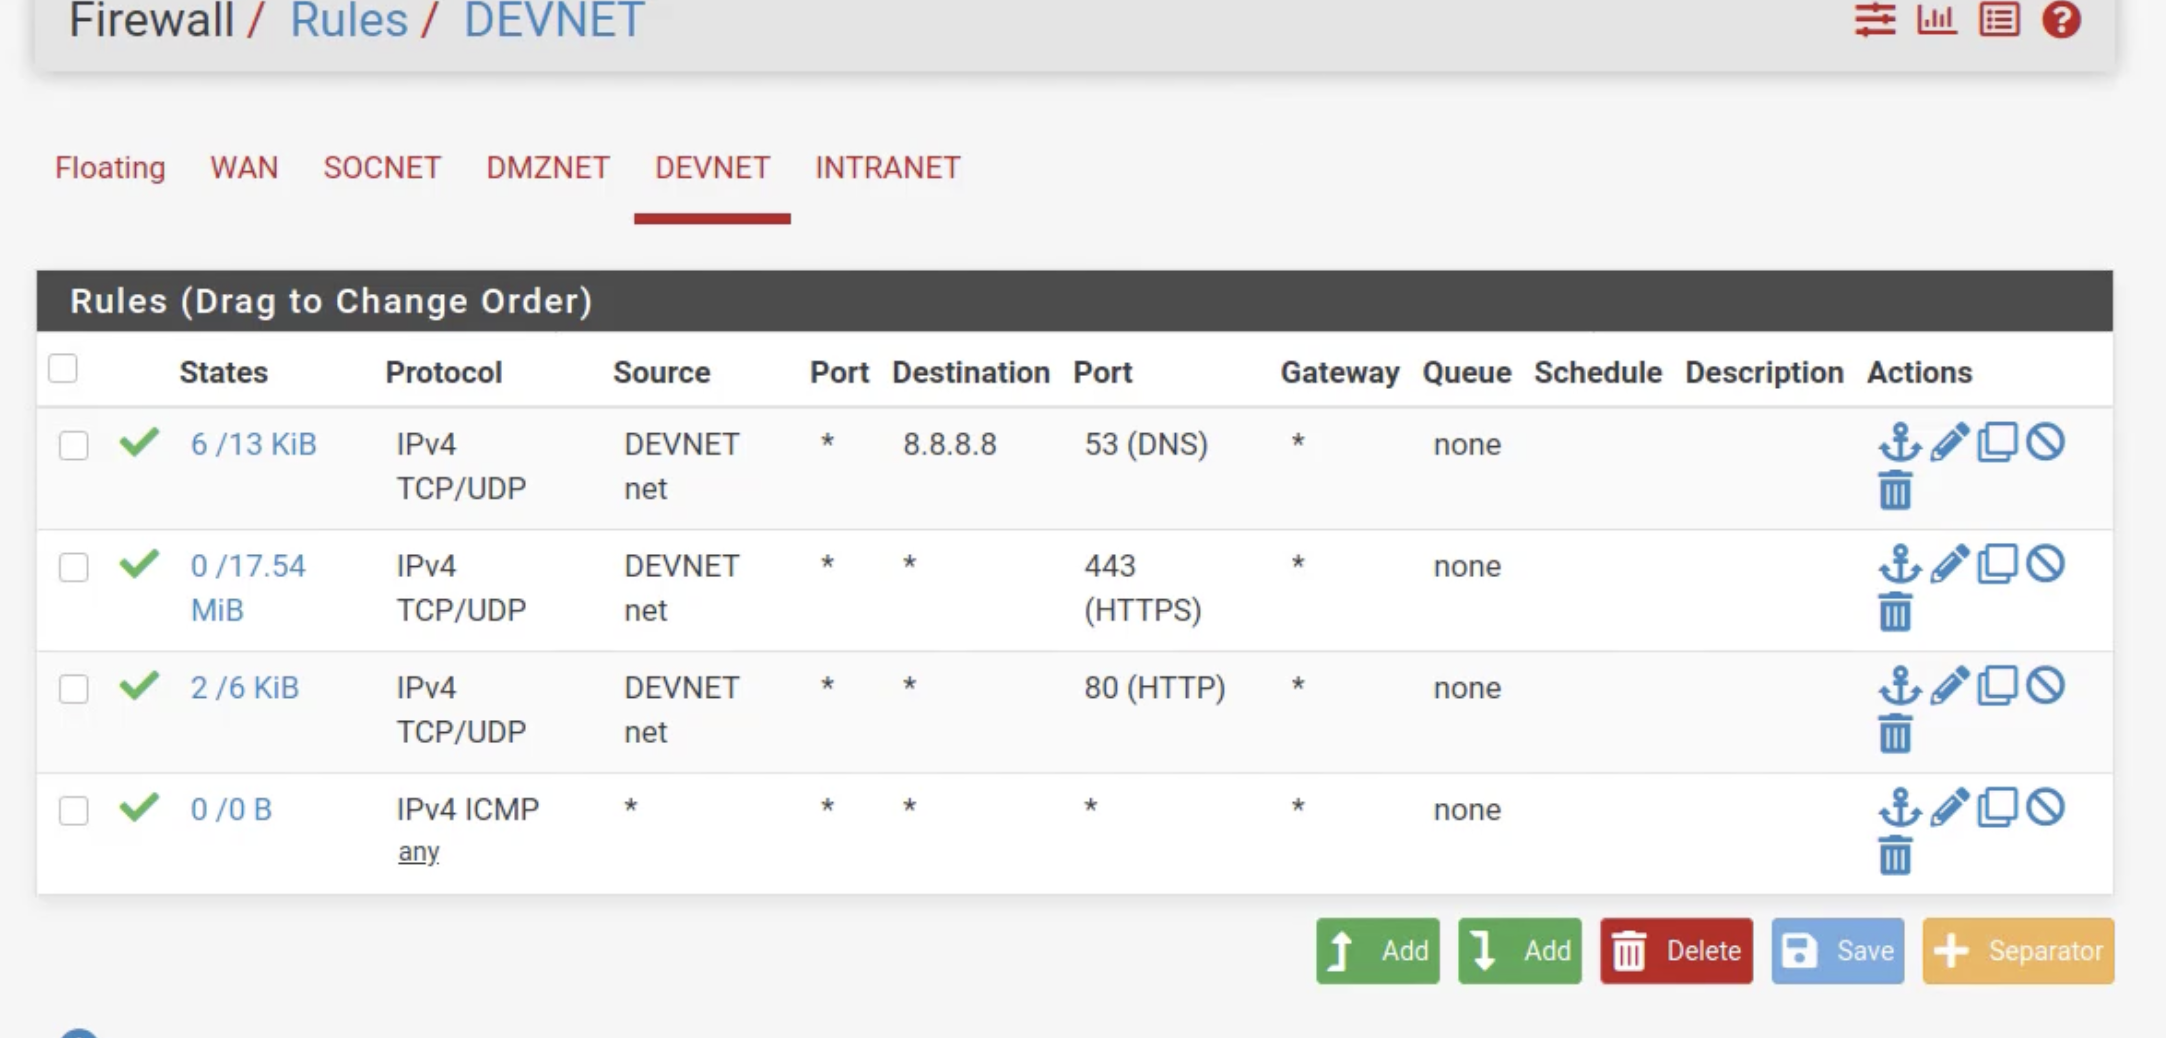 Firewall / Rules / DEVNET
Floating WAN SOCNET DMZNET DEVNET INTRANET
Rules (Drag to Change Order)
States Protocol Source Port Destination Port Gateway Queue Schedule Description Actions
6 /13 KiB IPv4 DEVNET * 8.8.8.8 53 (DNS) * none
TCP/UDP net
0 /17.54 IPv4 DEVNET * * 443 * none
MiB TCP/UDP net (HTTPS)
2 /6 KiB IPv4 DEVNET * * 80 (HTTP) * none
TCP/UDP net
0 /0 B IPv4 ICMP * * * * * none
any
Add Add Delete Save Separator